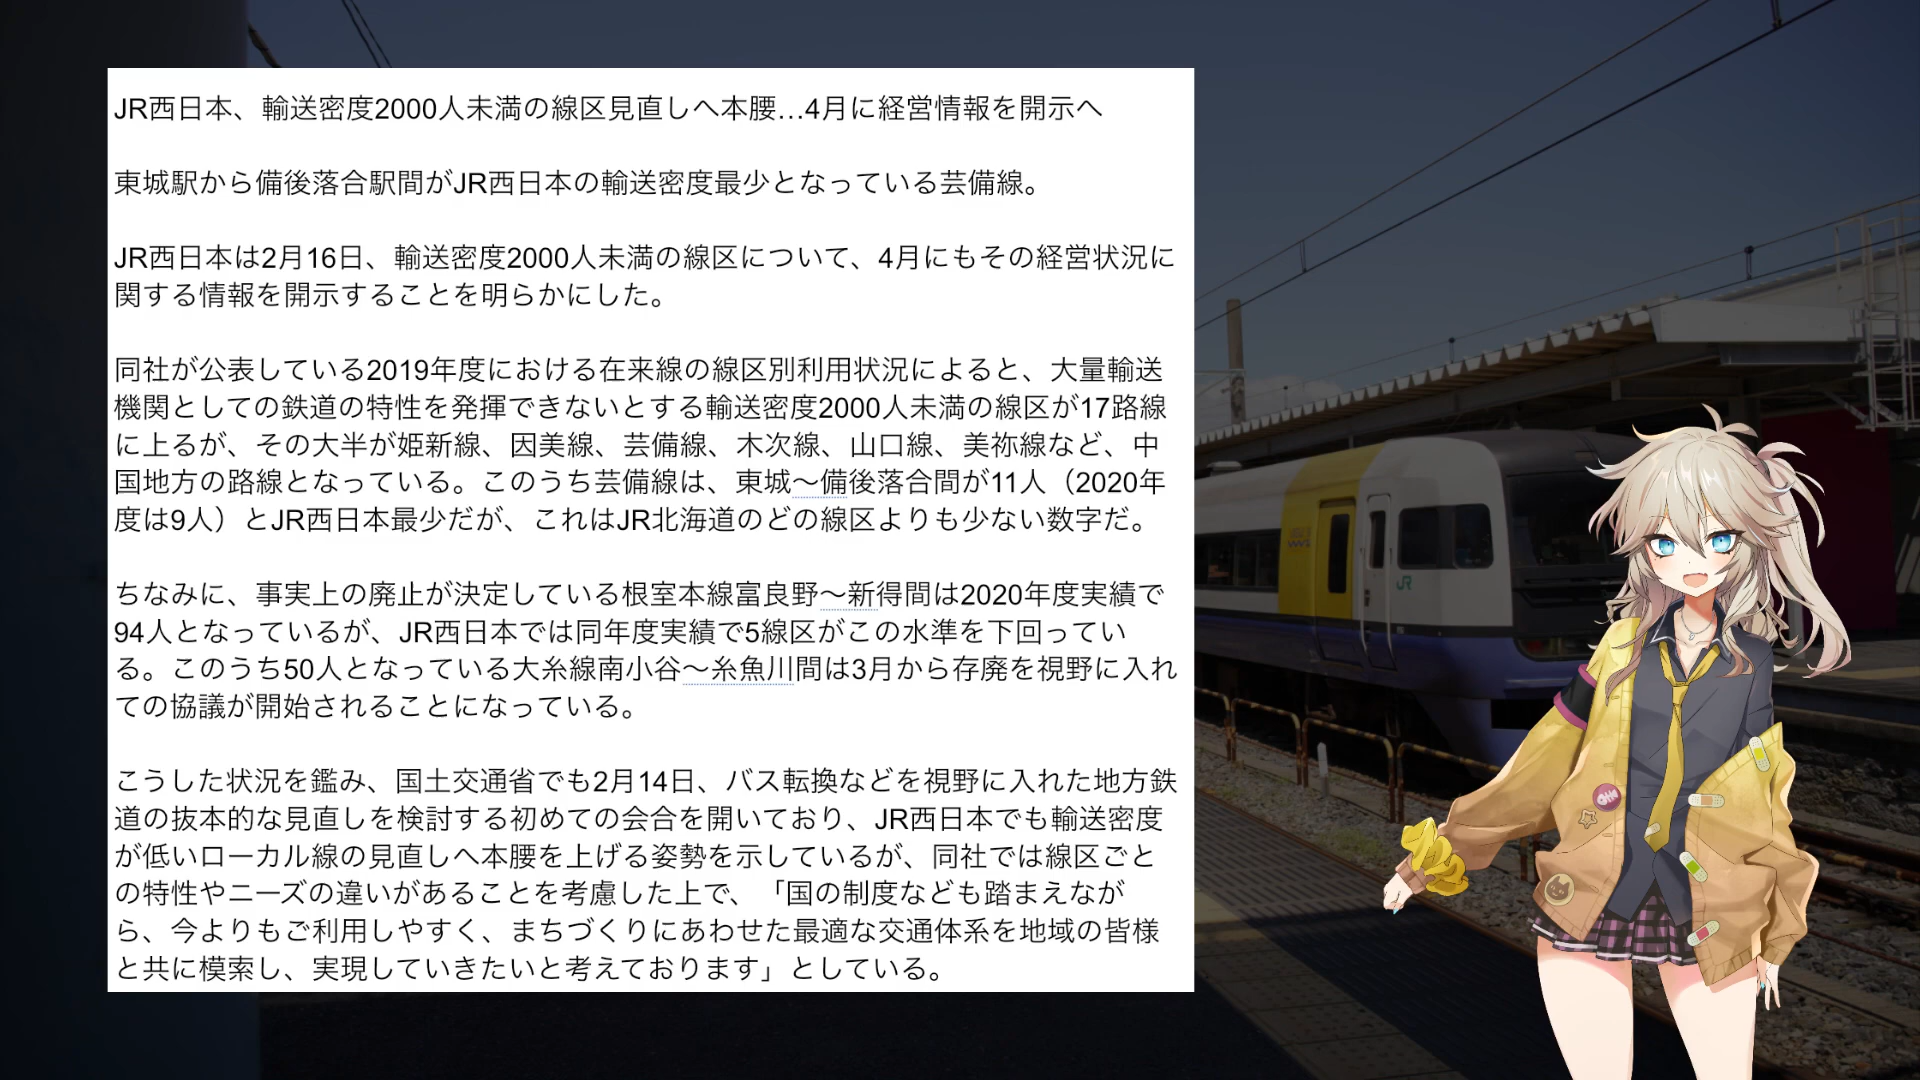 JR西日本、輸送密度2000人未満の線区見直しへ本腰…4月に経営情報を開示へ
東城駅から備後落合駅間がJR西日本の輸送密度最少となっている芸備線。
JR西日本は2月16日、輸送密度2000人未満の線区について、4月にもその経営状況に
関する情報を開示することを明らかにした。
同社が公表している2019年度における在来線の線区別利用状況によると、大量輸送
機関としての鉄道の特性を発揮できないとする輸送密度2000人未満の線区が17路線
に上るが、その大半が姫新線、因美線、芸備線、木次線、山口線、美祢線など、中
国地方の路線となっている。このうち芸備線は、東城～備後落合間が11人（2020年
度は9人）とJR西日本最少だが、これはJR北海道のどの線区よりも少ない数字だ。
ちなみに、事実上の廃止が決定している根室本線富良野～新得間は2020年度実績で
94人となっているが、JR西日本では同年度実績で5線区がこの水準を下回ってい
る。このうち50人となっている大糸線南小谷～糸魚川間は3月から存廃を視野に入れ
ての協議が開始されることになっている。
こうした状況を鑑み、国土交通省でも2月14日、バス転換などを視野に入れた地方鉄
道の抜本的な見直しを検討する初めての会合を開いており、JR西日本でも輸送密度
が低いローカル線の見直しへ本腰を上げる姿勢を示しているが、同社では線区ごと
の特性やニーズの違いがあることを考慮した上で、「国の制度なども踏まえなが
ら、今よりもご利用しやすく、まちづくりにあわせた最適な交通体系を地域の皆様
と共に模索し、実現していきたいと考えております」としている。
JR